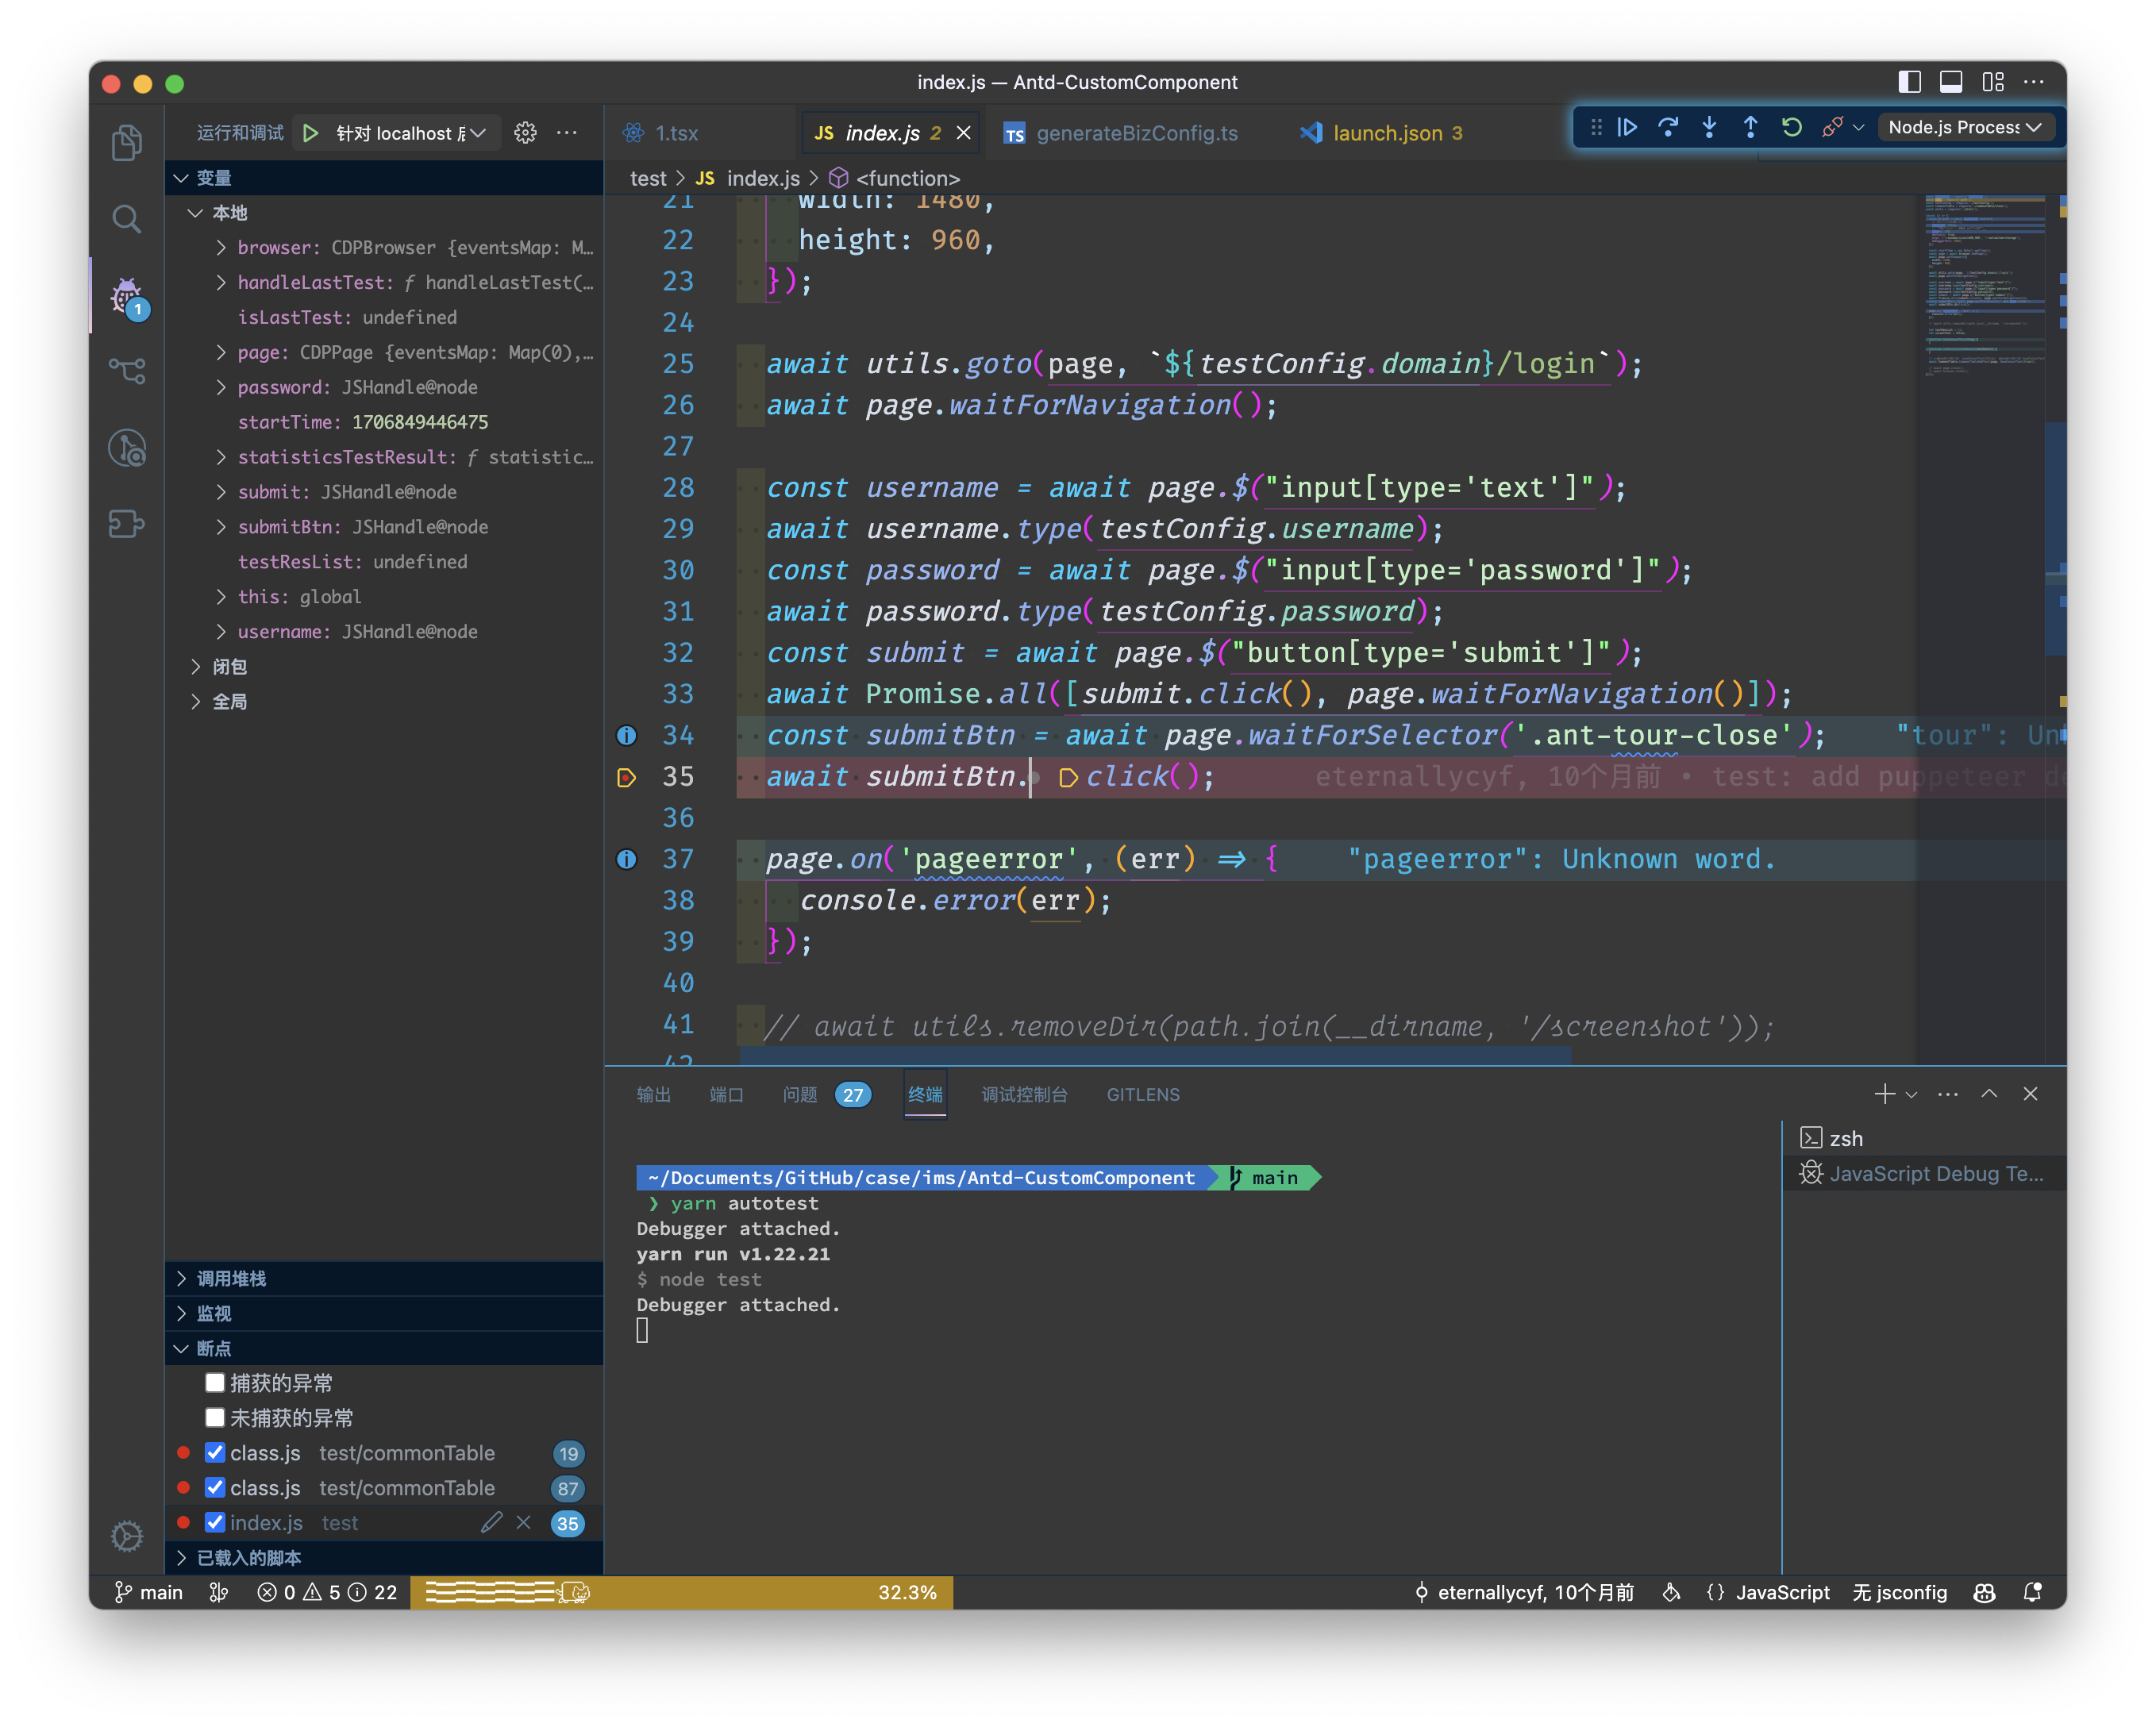 index.js — Antd-CustomComponent
运行和调试
针对 localhost
1.tsx
JS index.js 2
TS generateBizConfig.ts
launch.json 3
Node.js Process
test > JS index.js > <function>
1
变量
本地
browser: CDPBrowser {eventsMap: M…
handleLastTest: ƒ handleLastTest(…
isLastTest: undefined
page: CDPPage {eventsMap: Map(0),…
password: JSHandle@node
startTime: 1706849446475
statisticsTestResult: ƒ statistic…
submit: JSHandle@node
submitBtn: JSHandle@node
testResList: undefined
this: global
username: JSHandle@node
闭包
全局
调用堆栈
监视
断点
捕获的异常
未捕获的异常
class.js test/commonTable 19
class.js test/commonTable 87
index.js test 35
已载入的脚本
21 width: 1480,
22 height: 960,
23 });
24
25 await utils.goto(page, `${testConfig.domain}/login`);
26 await page.waitForNavigation();
27
28 const username = await page.$("input[type='text']");
29 await username.type(testConfig.username);
30 const password = await page.$("input[type='password']");
31 await password.type(testConfig.password);
32 const submit = await page.$("button[type='submit']");
33 await Promise.all([submit.click(), page.waitForNavigation()]);
34 const submitBtn = await page.waitForSelector('.ant-tour-close'); "tour": Un
35 await submitBtn.click(); eternallycyf, 10个月前 • test: add puppeteer de
36
37 page.on('pageerror', (err) => { "pageerror": Unknown word.
38 console.error(err);
39 });
40
41 // await utils.removeDir(path.join(__dirname, '/screenshot'));
42
输出
端口
问题 27
终端
调试控制台
GITLENS
~/Documents/GitHub/case/ims/Antd-CustomComponent main
❯ yarn autotest
Debugger attached.
yarn run v1.22.21
$ node test
Debugger attached.
zsh
JavaScript Debug Te…
main
0 5 22
32.3%
eternallycyf, 10个月前
{} JavaScript
无 jsconfig